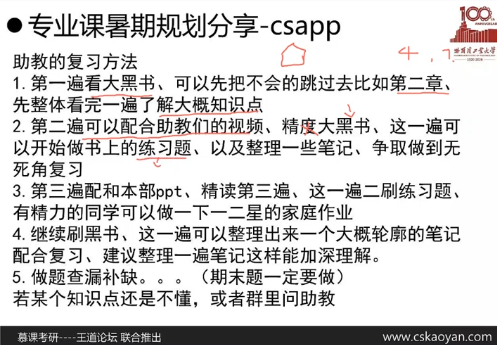 ●专业课暑期规划分享-csapp
100
哈尔滨工业大学
1920-2020
4 , 7.
助教的复习方法
1.第一遍看大黑书、可以先把不会的跳过去比如第二章、
先整体看完一遍了解大概知识点
2.第二遍可以配合助教们的视频、精度大黑书、这一遍可
以开始做书上的练习题、以及整理一些笔记、争取做到无
死角复习
3.第三遍配和本部ppt、精读第三遍、这一遍二刷练习题、
有精力的同学可以做一下一二星的家庭作业
4.继续刷黑书、这一遍可以整理出来一个大概轮廓的笔记
配合复习、建议整理一遍笔记这样能加深理解。
5.做题查漏补缺。。。（期末题一定要做）
若某个知识点还是不懂，或者群里问助教
慕课考研----王道论坛 联合推出
www.cskaoyan.com